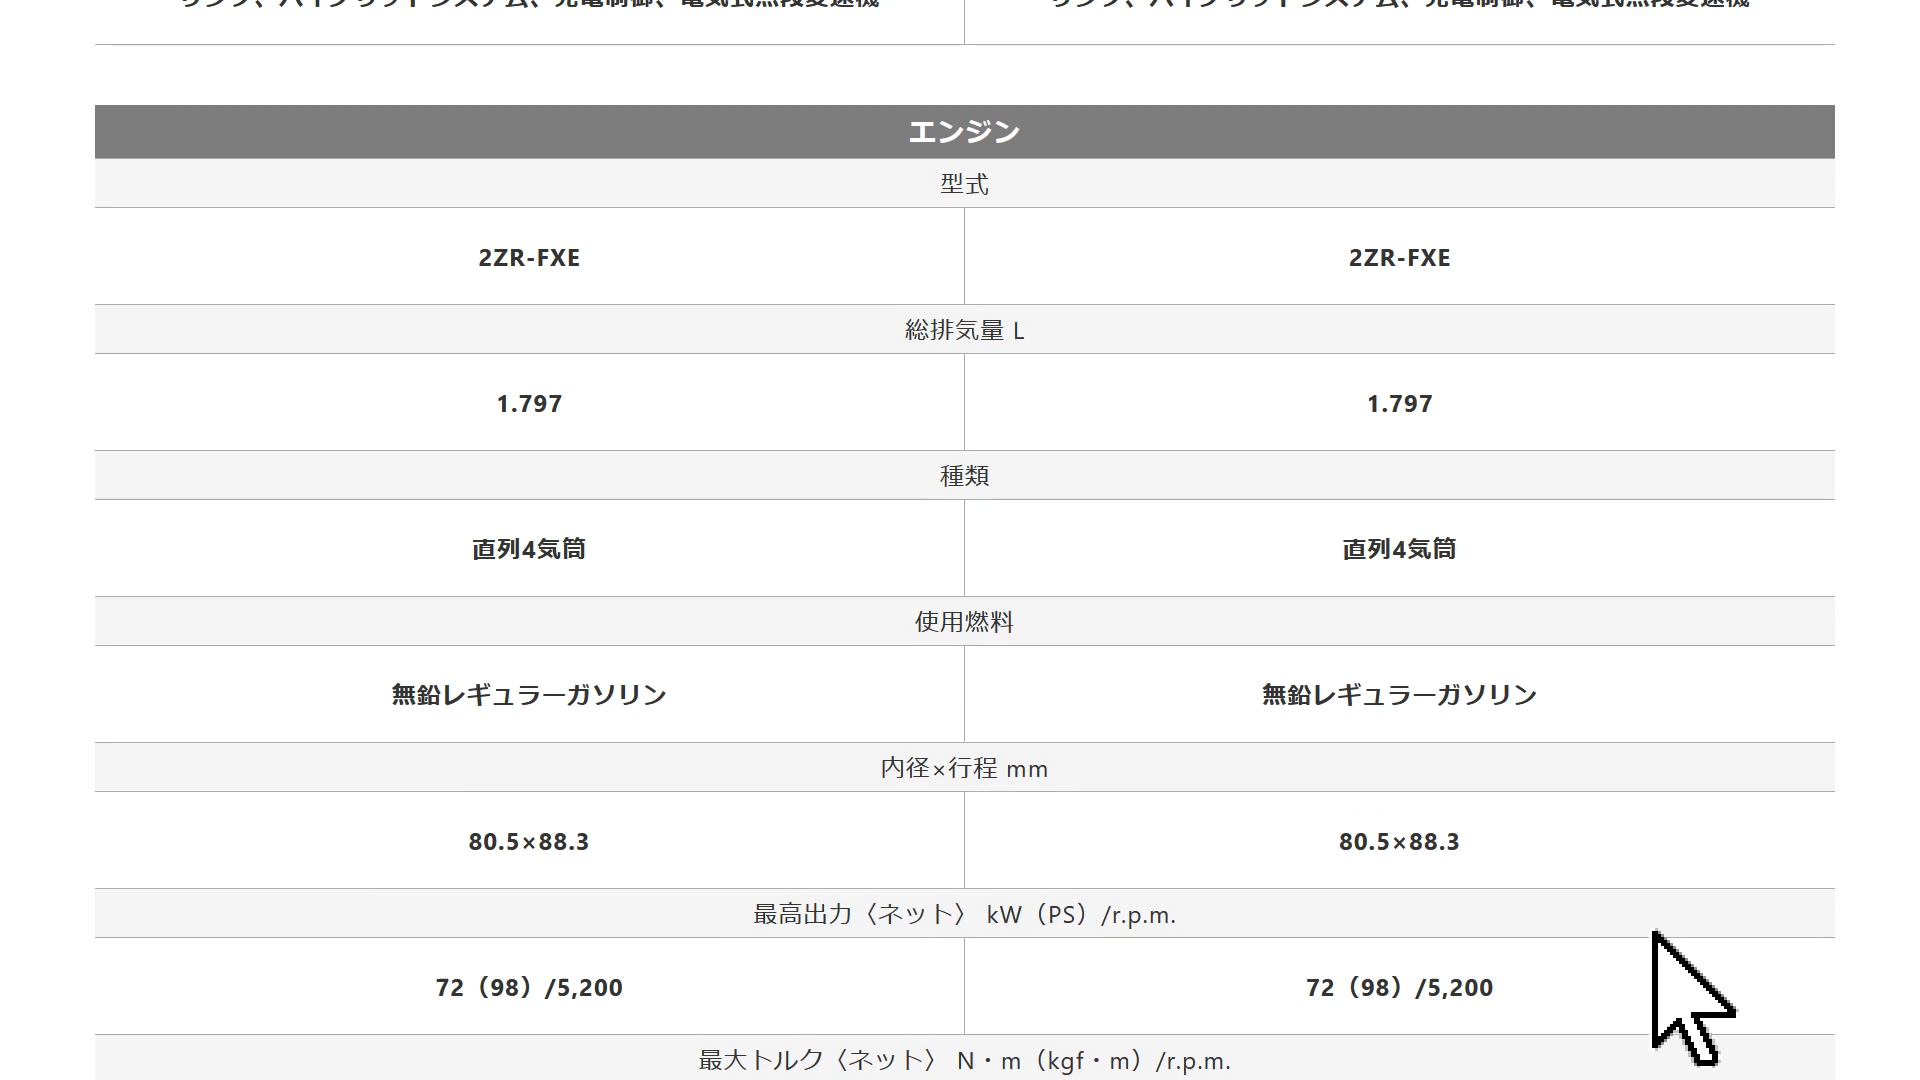 エンジン
型式
2ZR-FXE 2ZR-FXE
総排気量 L
1.797 1.797
種類
直列4気筒 直列4気筒
使用燃料
無鉛レギュラーガソリン 無鉛レギュラーガソリン
内径×行程 mm
80.5×88.3 80.5×88.3
最高出力〈ネット〉 kW（PS）/r.p.m.
72（98）/5,200 72（98）/5,200
最大トルク〈ネット〉 N・m（kgf・m）/r.p.m.